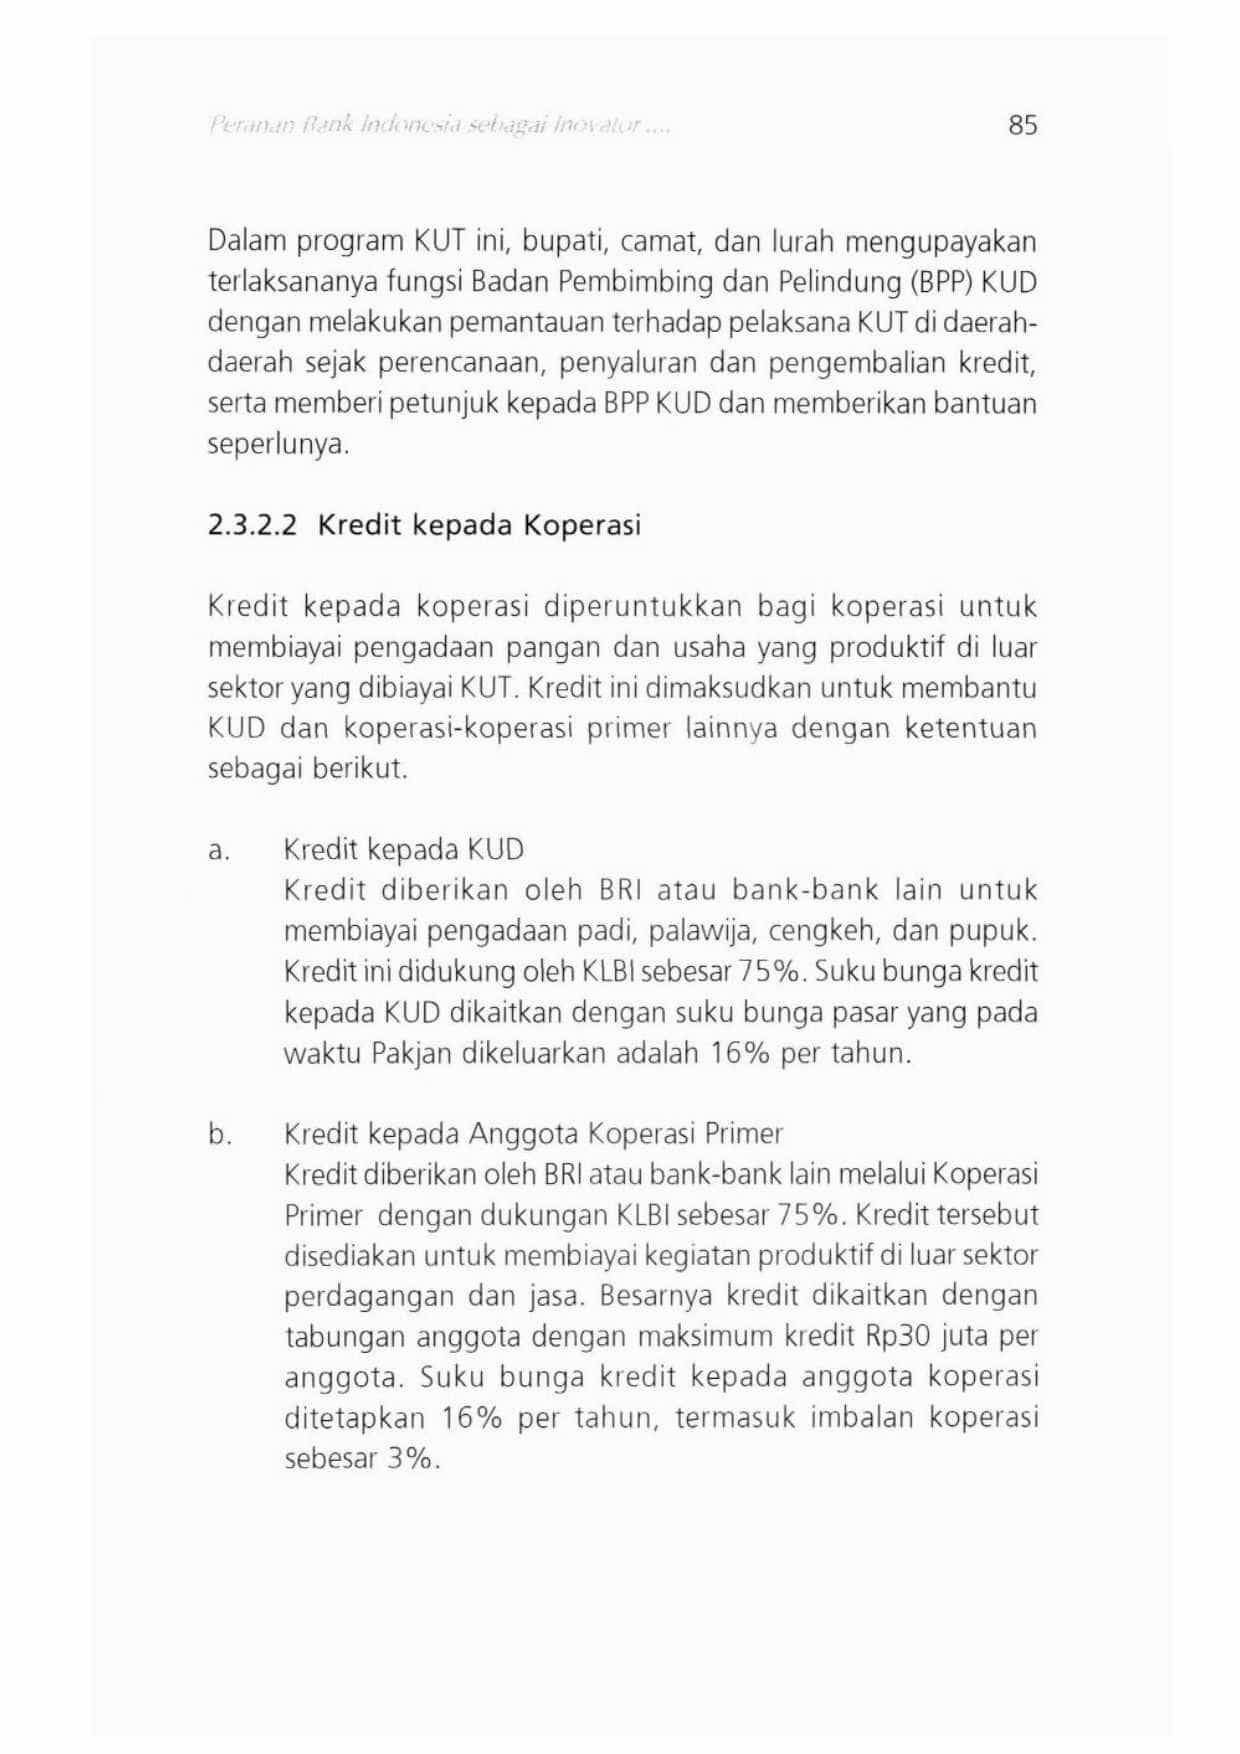 Peranan Bank Indonesia sebagai Inovator ....
85
Dalam program KUT ini, bupati, camat, dan lurah mengupayakan
terlaksananya fungsi Badan Pembimbing dan Pelindung (BPP) KUD
dengan melakukan pemantauan terhadap pelaksana KUT di daerah-
daerah sejak perencanaan, penyaluran dan pengembalian kredit,
serta memberi petunjuk kepada BPP KUD dan memberikan bantuan
seperlunya.
2.3.2.2 Kredit kepada Koperasi
Kredit kepada koperasi diperuntukkan bagi koperasi untuk
membiayai pengadaan pangan dan usaha yang produktif di luar
sektor yang dibiayai KUT. Kredit ini dimaksudkan untuk membantu
KUD dan koperasi-koperasi primer lainnya dengan ketentuan
sebagai berikut.
a. Kredit kepada KUD
Kredit diberikan oleh BRI atau bank-bank lain untuk
membiayai pengadaan padi, palawija, cengkeh, dan pupuk.
Kredit ini didukung oleh KLBI sebesar 75%. Suku bunga kredit
kepada KUD dikaitkan dengan suku bunga pasar yang pada
waktu Pakjan dikeluarkan adalah 16% per tahun.
b. Kredit kepada Anggota Koperasi Primer
Kredit diberikan oleh BRI atau bank-bank lain melalui Koperasi
Primer dengan dukungan KLBI sebesar 75%. Kredit tersebut
disediakan untuk membiayai kegiatan produktif di luar sektor
perdagangan dan jasa. Besarnya kredit dikaitkan dengan
tabungan anggota dengan maksimum kredit Rp30 juta per
anggota. Suku bunga kredit kepada anggota koperasi
ditetapkan 16% per tahun, termasuk imbalan koperasi
sebesar 3%.